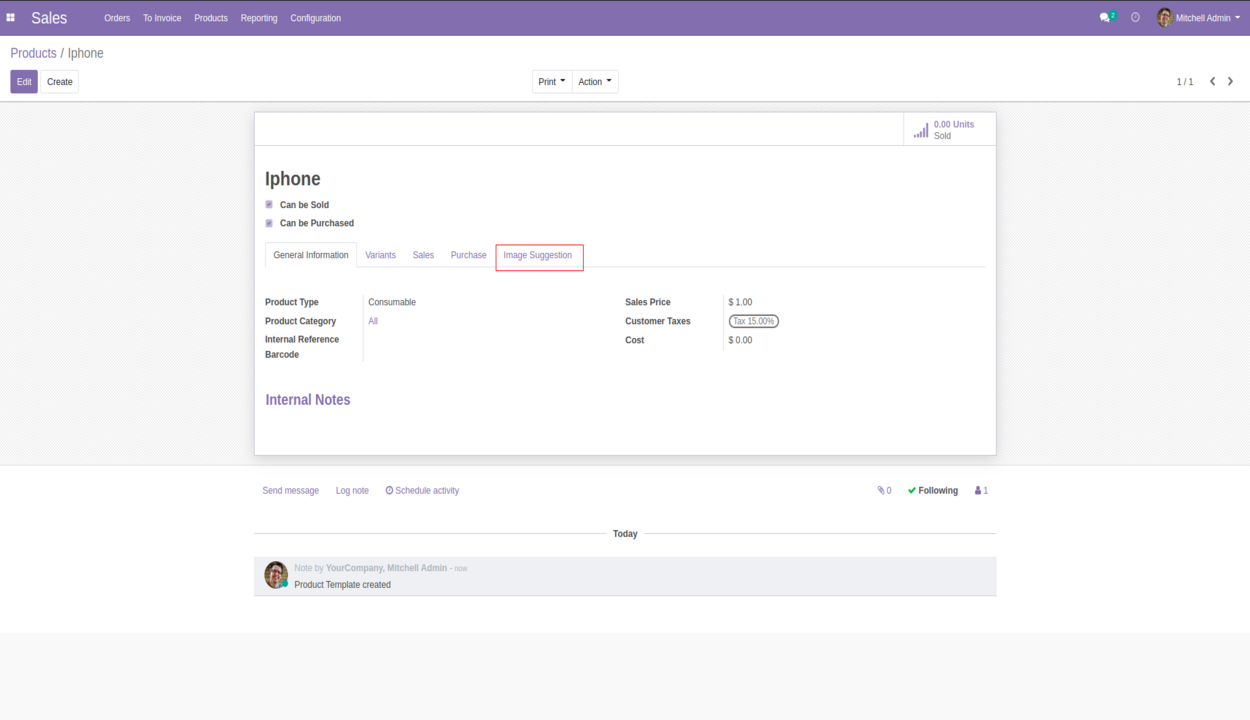 Sales Orders To Invoice Products Reporting Configuration 2 Mitchell Admin
Products / Iphone
Edit Create Print Action 1 / 1
0.00 Units
Sold
Iphone
Can be Sold
Can be Purchased
General Information Variants Sales Purchase Image Suggestion
Product Type Consumable Sales Price $ 1.00
Product Category All Customer Taxes Tax 15.00%
Internal Reference Cost $ 0.00
Barcode
Internal Notes
Send message Log note Schedule activity 0 Following 1
Today
Note by YourCompany, Mitchell Admin - now
Product Template created